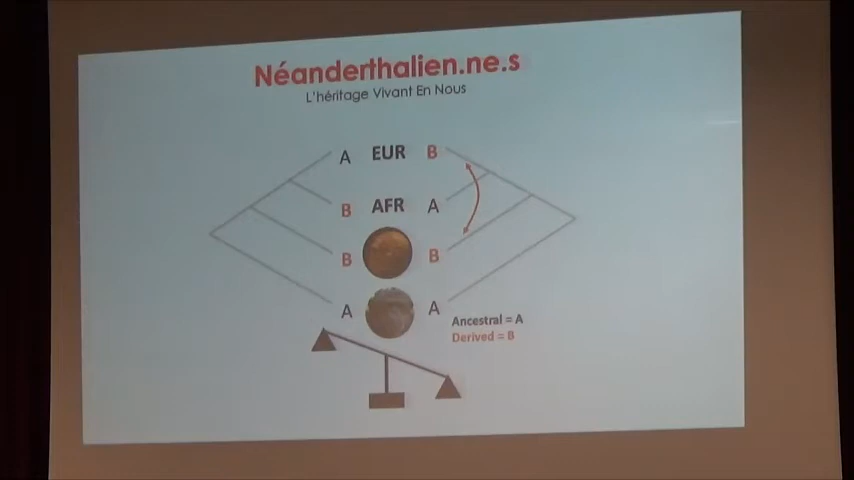 Néanderthalien.ne.s
L'héritage Vivant En Nous
A EUR B
B AFR A
B B
A A
Ancestral = A
Derived = B